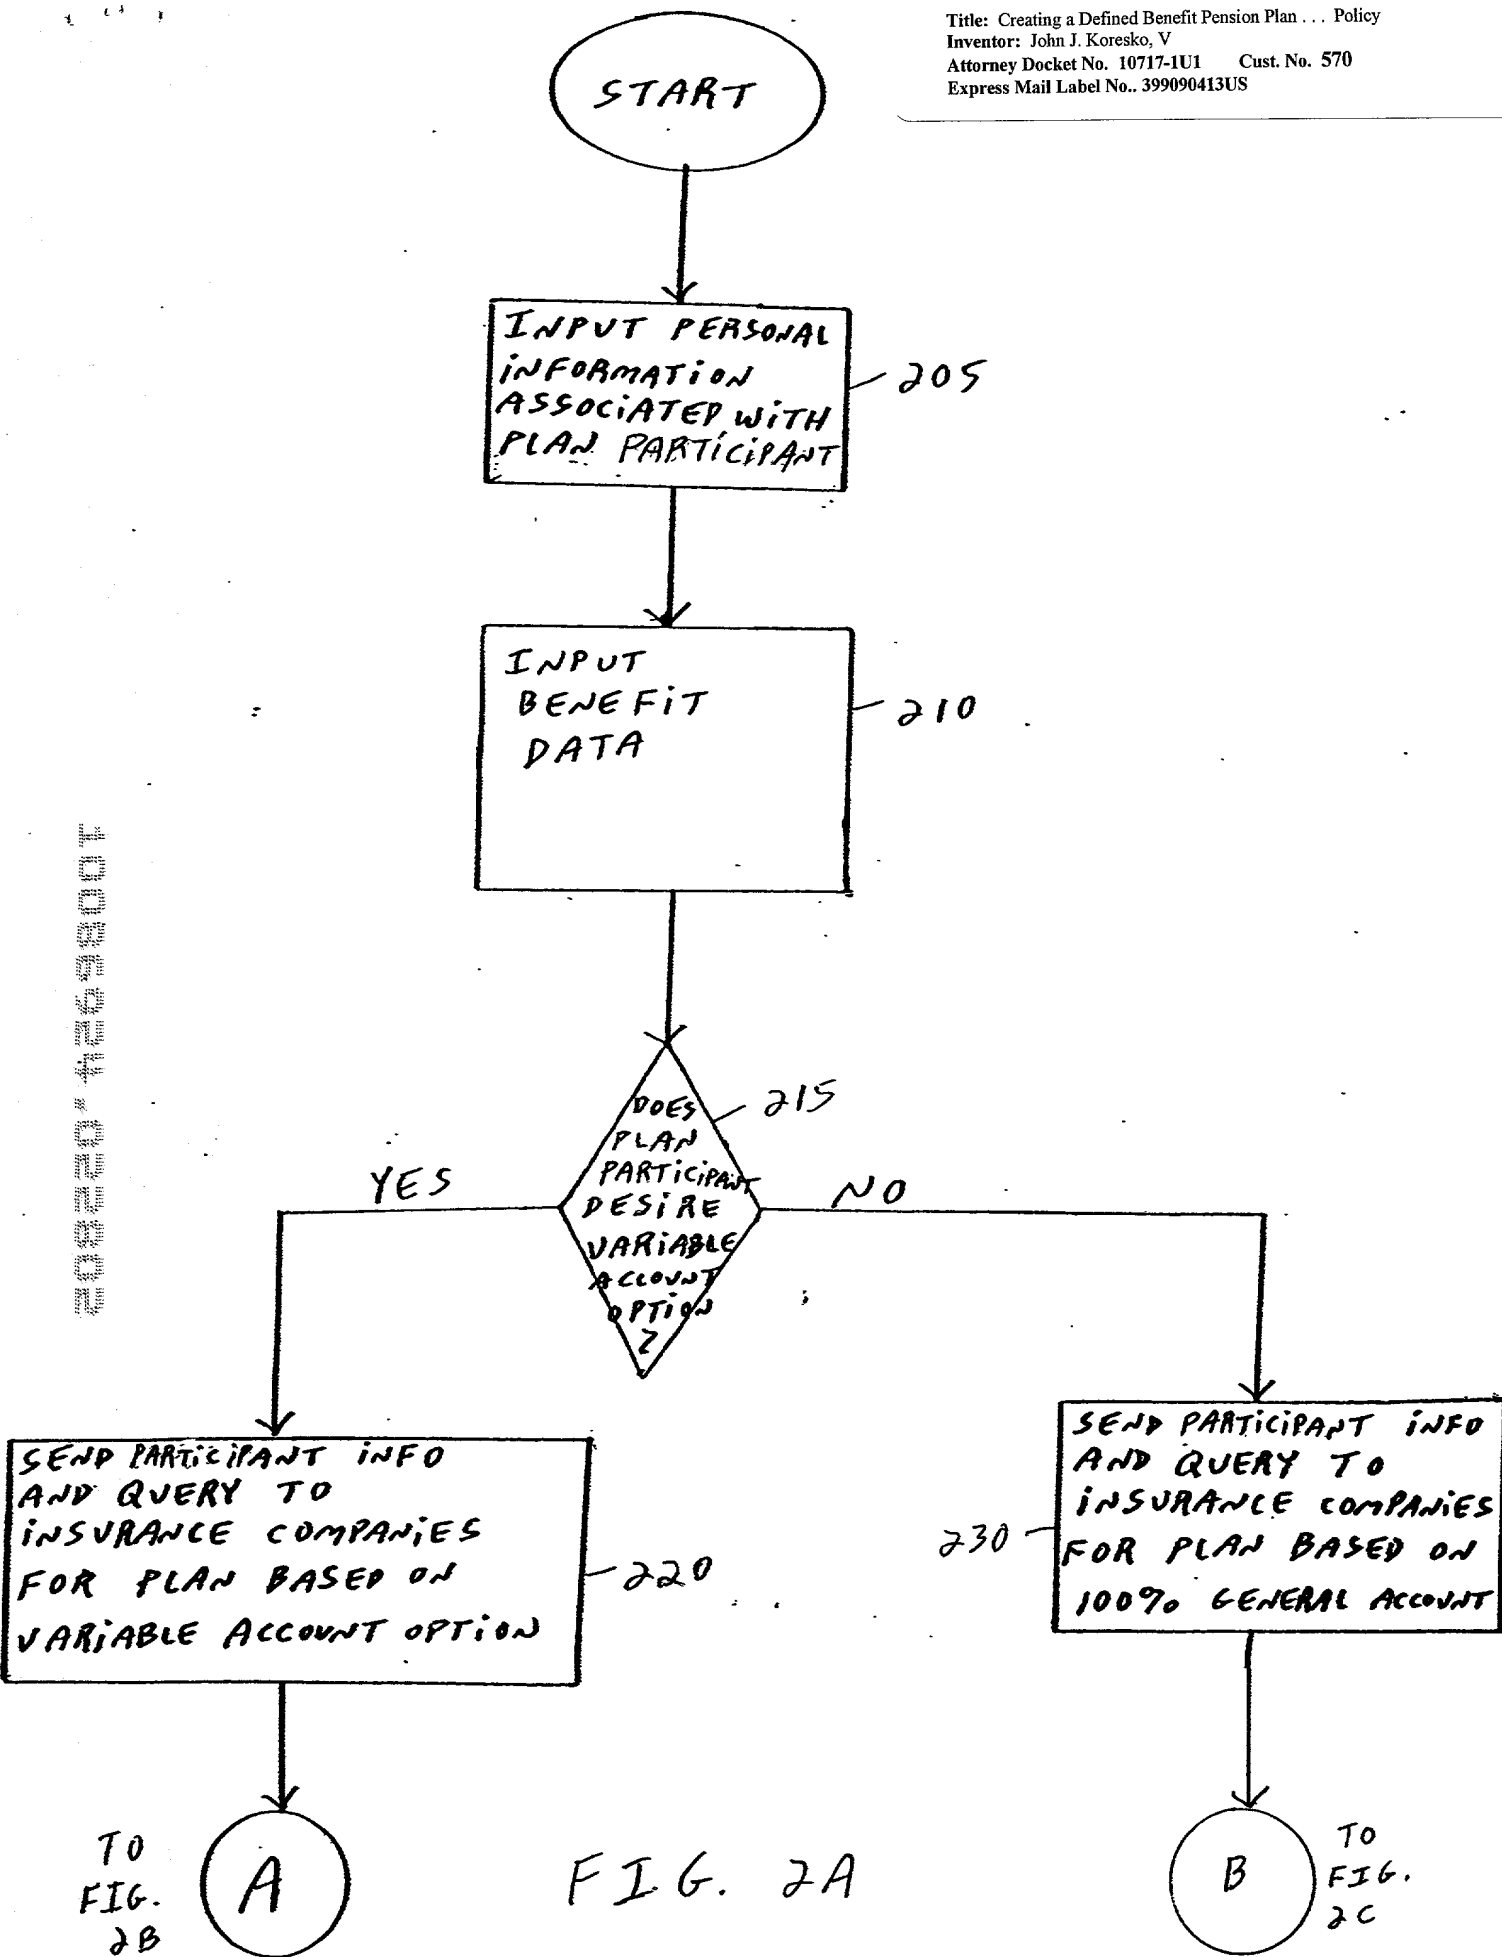 Title: Creating a Defined Benefit Pension Plan . . . Policy
Inventor: John J. Koresko, V
Attorney Docket No. 10717-1U1 Cust. No. 570
Express Mail Label No.. 399090413US
START
INPUT PERSONAL
INFORMATION
ASSOCIATED WITH
PLAN PARTICIPANT
205
INPUT
BENEFIT
DATA
210
DOES
PLAN
PARTICIPANT
DESIRE
VARIABLE
ACCOUNT
OPTION
?
215
YES
NO
SEND PARTICIPANT INFO
AND QUERY TO
INSURANCE COMPANIES
FOR PLAN BASED ON
VARIABLE ACCOUNT OPTION
220
SEND PARTICIPANT INFO
AND QUERY TO
INSURANCE COMPANIES
FOR PLAN BASED ON
100% GENERAL ACCOUNT
230
TO
FIG.
2B
A
FIG. 2A
B
TO
FIG.
2C
10086924.022802